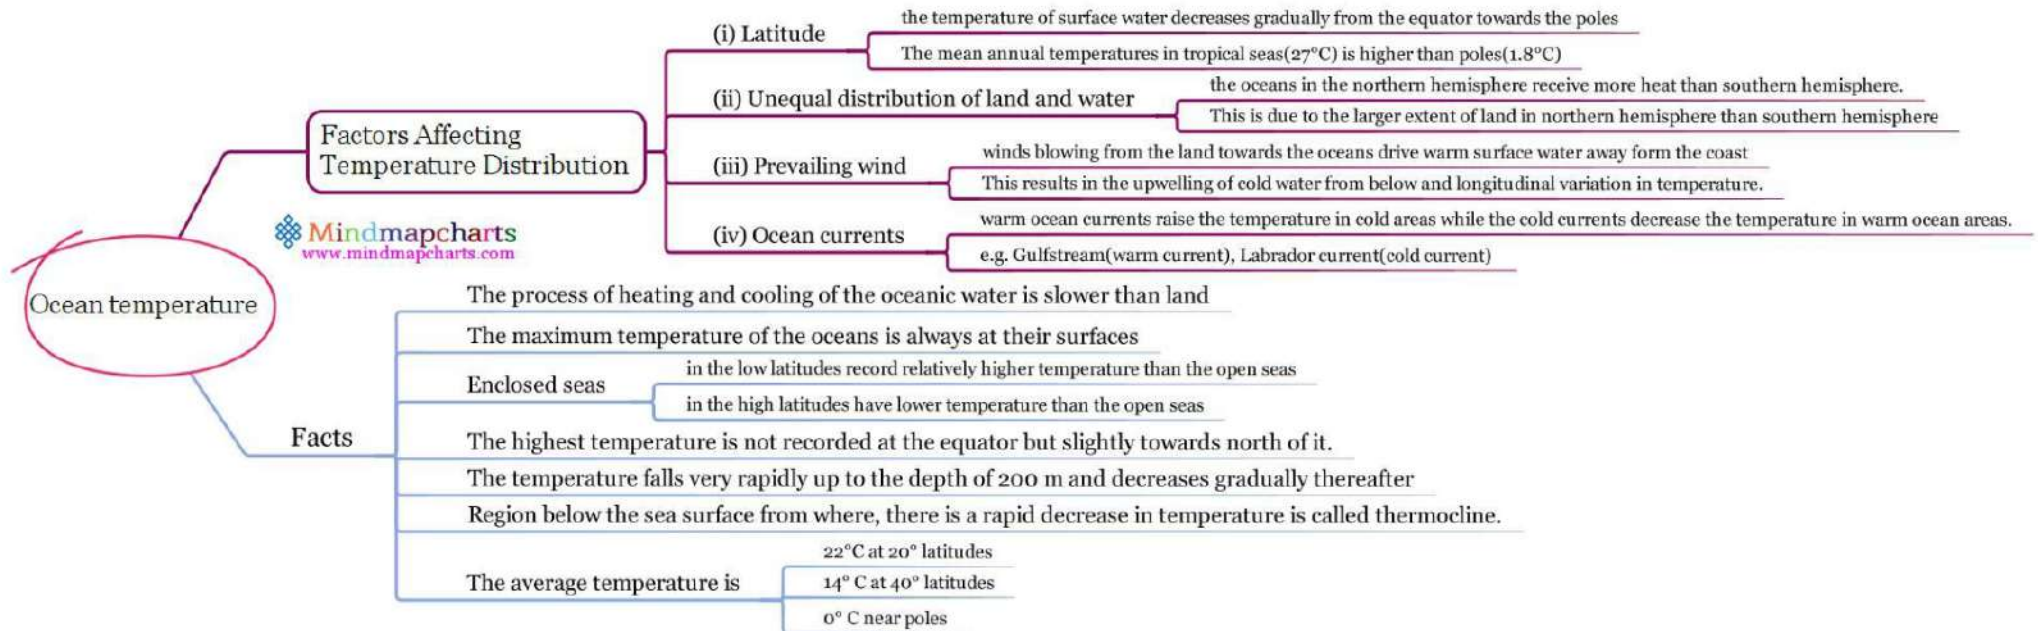 Ocean temperature
Factors Affecting
Temperature Distribution
(i) Latitude
the temperature of surface water decreases gradually from the equator towards the poles
The mean annual temperatures in tropical seas(27°C) is higher than poles(1.8°C)
(ii) Unequal distribution of land and water
the oceans in the northern hemisphere receive more heat than southern hemisphere.
This is due to the larger extent of land in northern hemisphere than southern hemisphere
(iii) Prevailing wind
winds blowing from the land towards the oceans drive warm surface water away form the coast
This results in the upwelling of cold water from below and longitudinal variation in temperature.
(iv) Ocean currents
warm ocean currents raise the temperature in cold areas while the cold currents decrease the temperature in warm ocean areas.
e.g. Gulfstream(warm current), Labrador current(cold current)
Mindmapcharts
www.mindmapcharts.com
Facts
The process of heating and cooling of the oceanic water is slower than land
The maximum temperature of the oceans is always at their surfaces
Enclosed seas
in the low latitudes record relatively higher temperature than the open seas
in the high latitudes have lower temperature than the open seas
The highest temperature is not recorded at the equator but slightly towards north of it.
The temperature falls very rapidly up to the depth of 200 m and decreases gradually thereafter
Region below the sea surface from where, there is a rapid decrease in temperature is called thermocline.
The average temperature is
22°C at 20° latitudes
14° C at 40° latitudes
0° C near poles